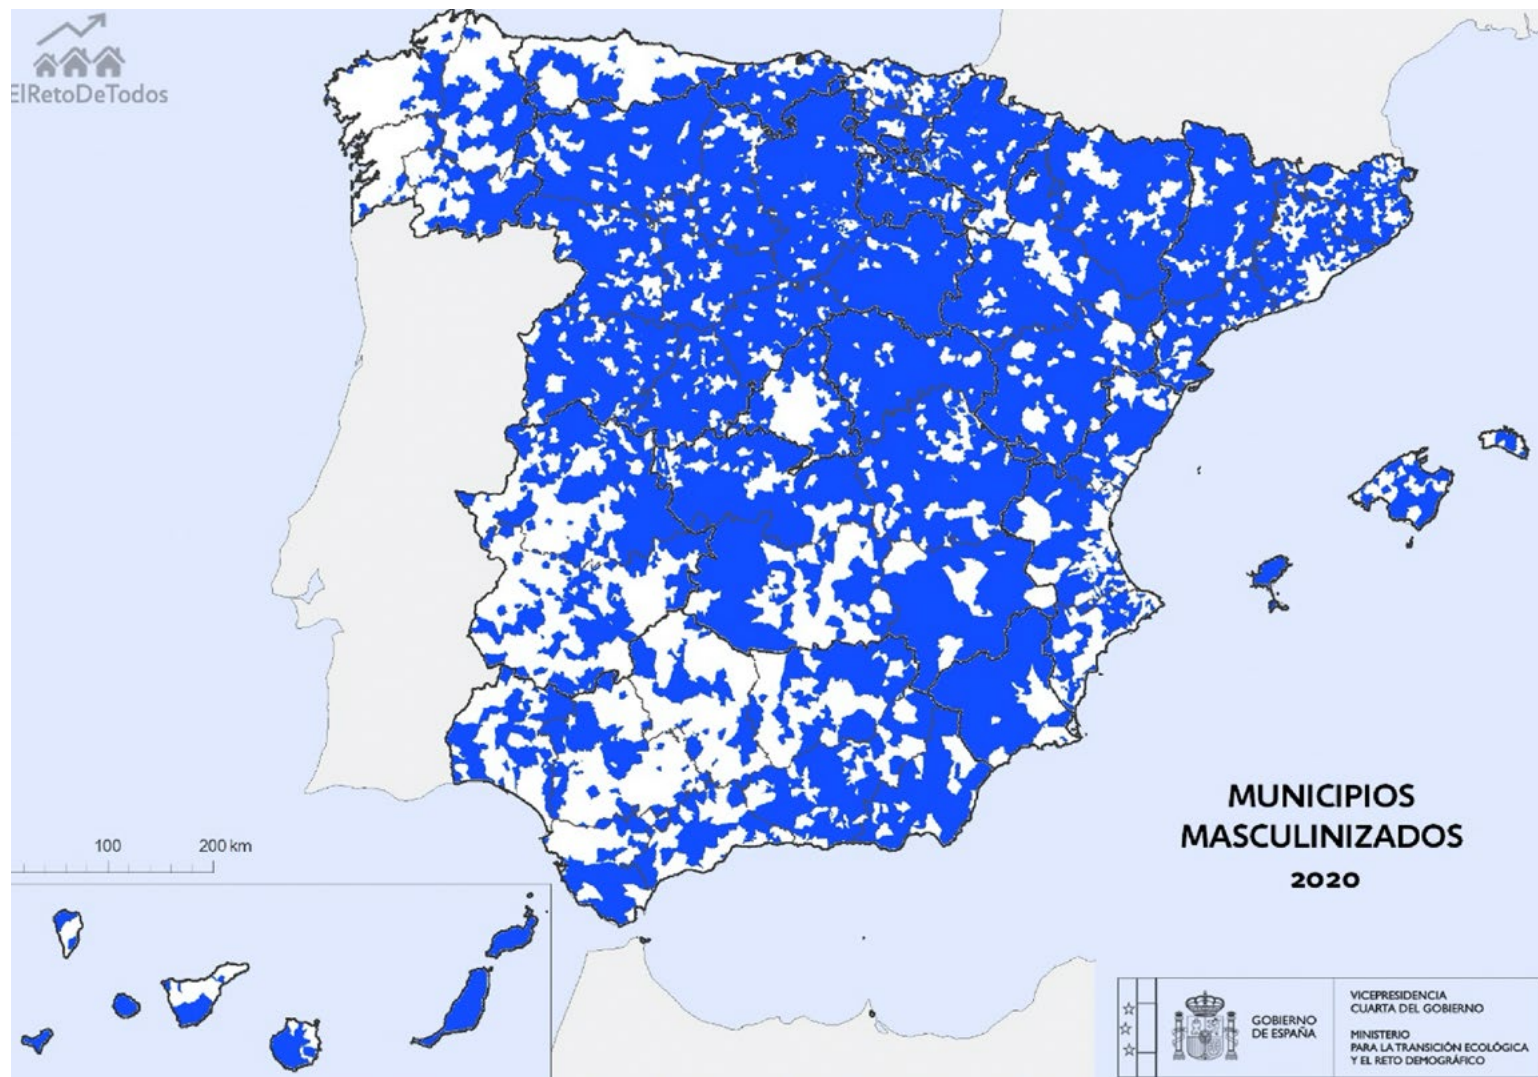 ElRetoDeTodos
MUNICIPIOS
MASCULINIZADOS
2020
100
200 km
GOBIERNO
DE ESPAÑA
VICEPRESIDENCIA
CUARTA DEL GOBIERNO
MINISTERIO
PARA LA TRANSICIÓN ECOLÓGICA
Y EL RETO DEMOGRÁFICO